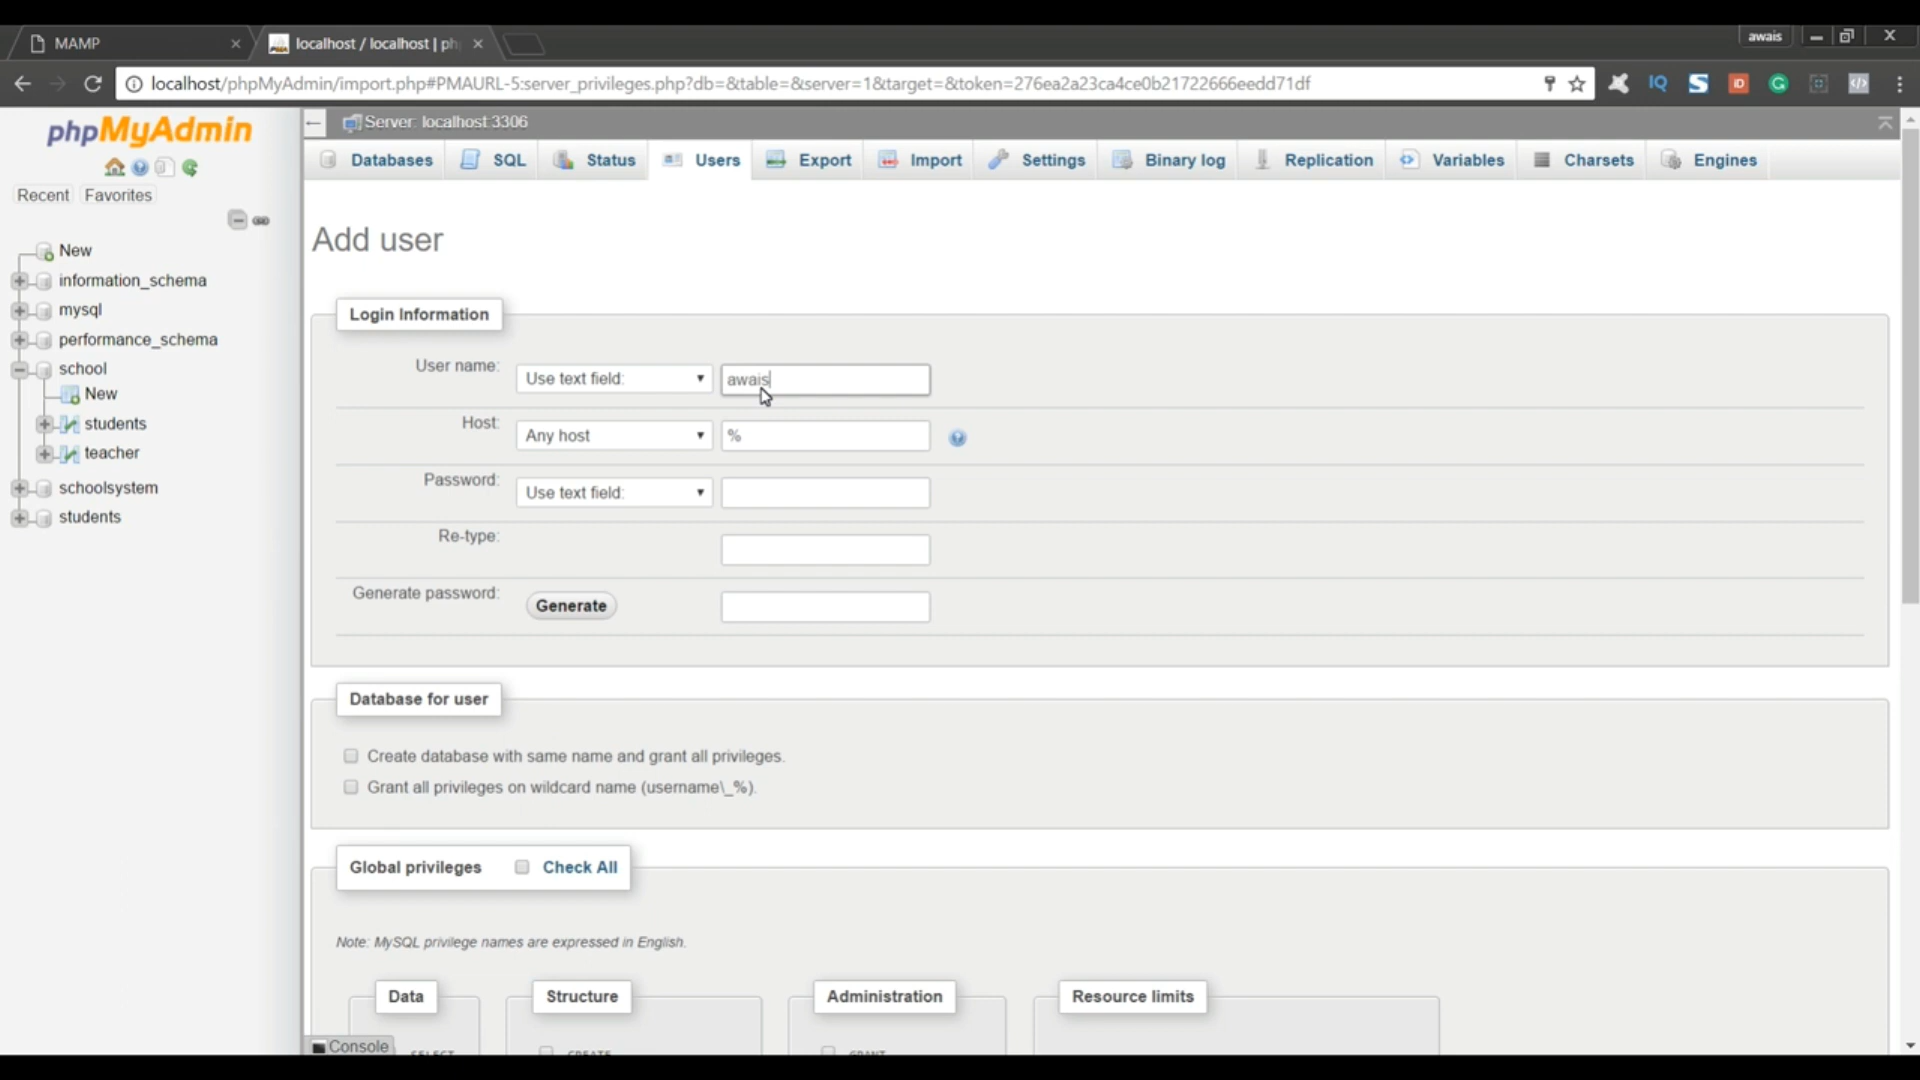 MAMP
localhost / localhost | ph
awais
localhost/phpMyAdmin/import.php#PMAURL-5:server_privileges.php?db=&table=&server=1&target=&token=276ea2a23ca4ce0b21722666eedd71df
IQ
phpMyAdmin
Recent Favorites
New
information_schema
mysql
performance_schema
school
New
students
teacher
schoolsystem
students
Server: localhost:3306
Databases SQL Status Users Export Import Settings Binary log Replication Variables Charsets Engines
Add user
Login Information
User name: Use text field: awais
Host: Any host %
Password: Use text field:
Re-type:
Generate password: Generate
Database for user
Create database with same name and grant all privileges.
Grant all privileges on wildcard name (username\_%).
Global privileges Check All
Note: MySQL privilege names are expressed in English.
Data Structure Administration Resource limits
Console SELECT CREATE GRANT